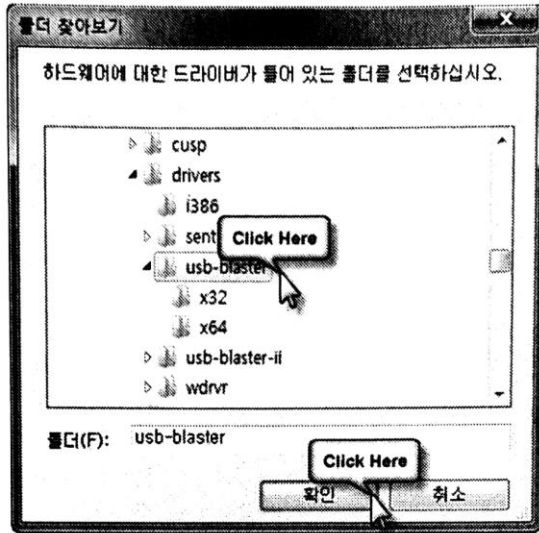 폴더 찾아보기
하드웨어에 대한 드라이버가 들어 있는 폴더를 선택하십시오.
cusp
drivers
i386
sent
Click Here
usb-blaster
x32
x64
usb-blaster-ii
wdrvr
폴더(F): usb-blaster
Click Here
확인 취소